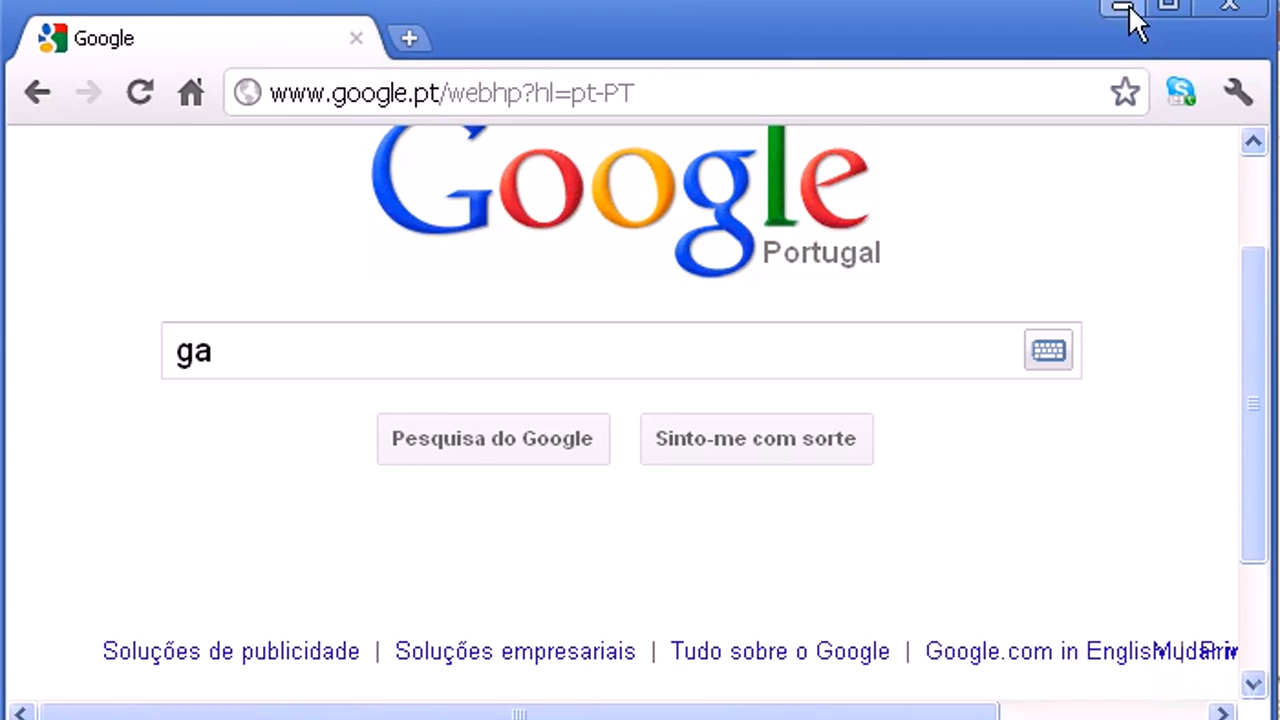 Google
www.google.pt/webhp?hl=pt-PT
Google
Portugal
ga
Pesquisa do Google Sinto-me com sorte
Soluções de publicidade | Soluções empresariais | Tudo sobre o Google | Google.com in English